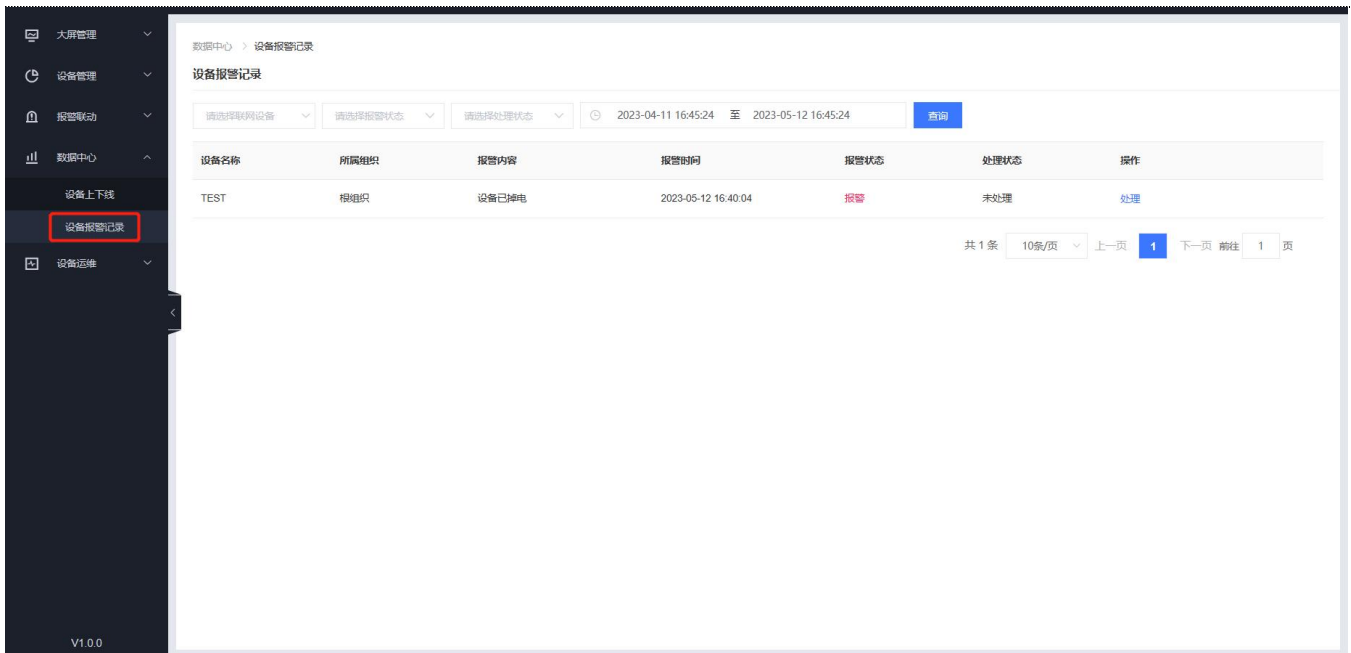 大屏管理
设备管理
报警联动
数据中心
设备上下线
设备报警记录
设备运维
V1.0.0
数据中心 > 设备报警记录
设备报警记录
请选择联网设备 请选择报警状态 请选择处理状态 2023-04-11 16:45:24 至 2023-05-12 16:45:24 查询
设备名称 所属组织 报警内容 报警时间 报警状态 处理状态 操作
TEST 根组织 设备已掉电 2023-05-12 16:40:04 报警 未处理 处理
共 1 条 10条/页 上一页 1 下一页 前往 1 页